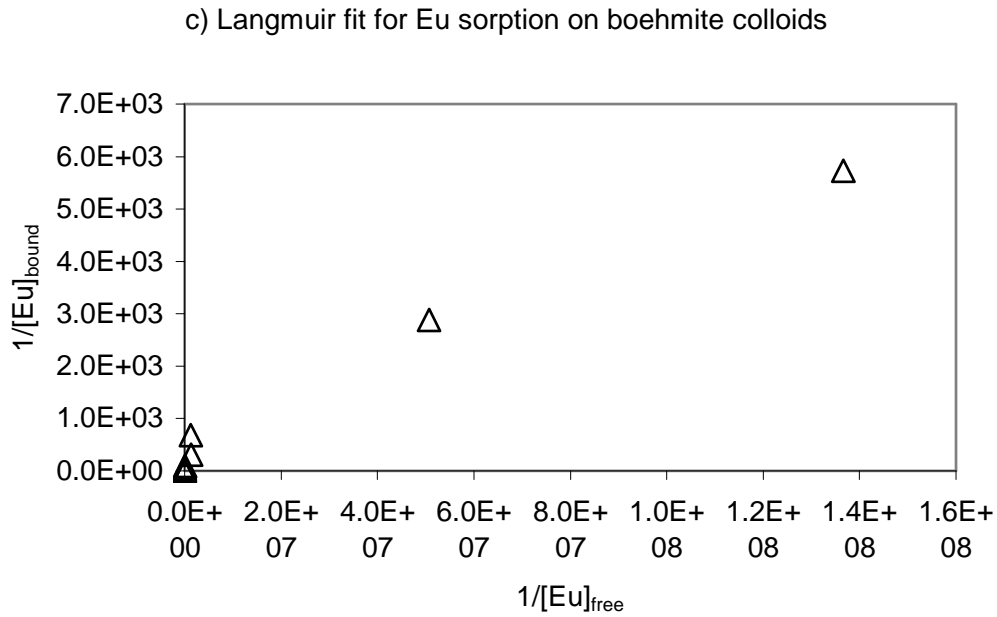 c) Langmuir fit for Eu sorption on boehmite colloids
7.0E+03
6.0E+03
5.0E+03
4.0E+03
3.0E+03
2.0E+03
1.0E+03
0.0E+00
1/[Eu]bound
0.0E+ 2.0E+ 4.0E+ 6.0E+ 8.0E+ 1.0E+ 1.2E+ 1.4E+ 1.6E+
00 07 07 07 07 08 08 08 08
1/[Eu]free